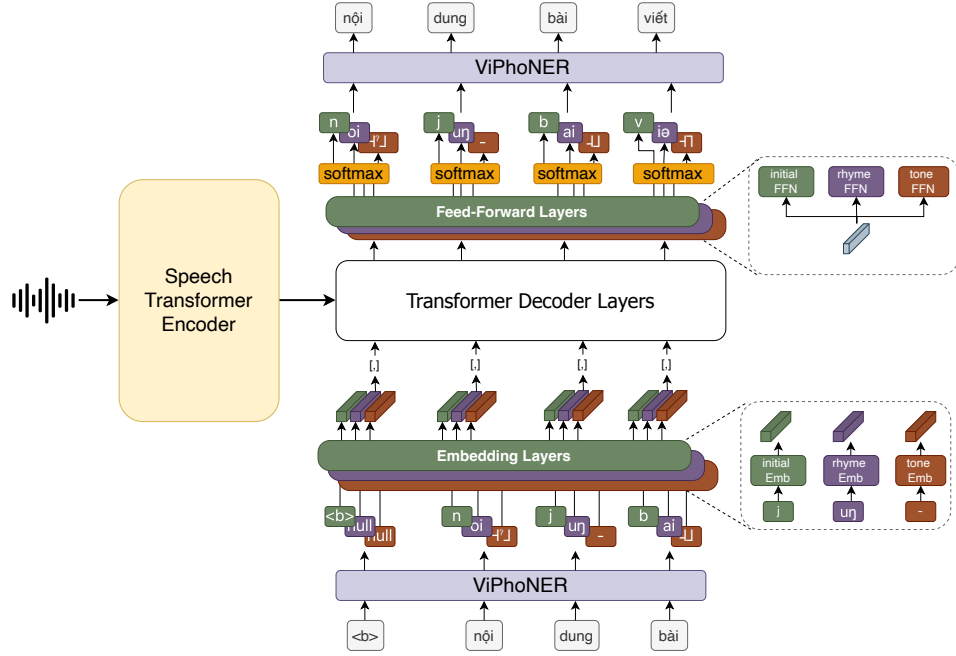 nội dung bài viết
ViPhoNER
n j b v
oi uŋ ai iə
-
softmax softmax softmax softmax
Feed-Forward Layers
initial FFN
rhyme FFN
tone FFN
Speech
Transformer
Encoder
Transformer Decoder Layers
[,] [,] [,] [,]
Embedding Layers
initial Emb
rhyme Emb
tone Emb
j uŋ -
<b> n j b
null oi uŋ ai
null -
ViPhoNER
<b> nội dung bài